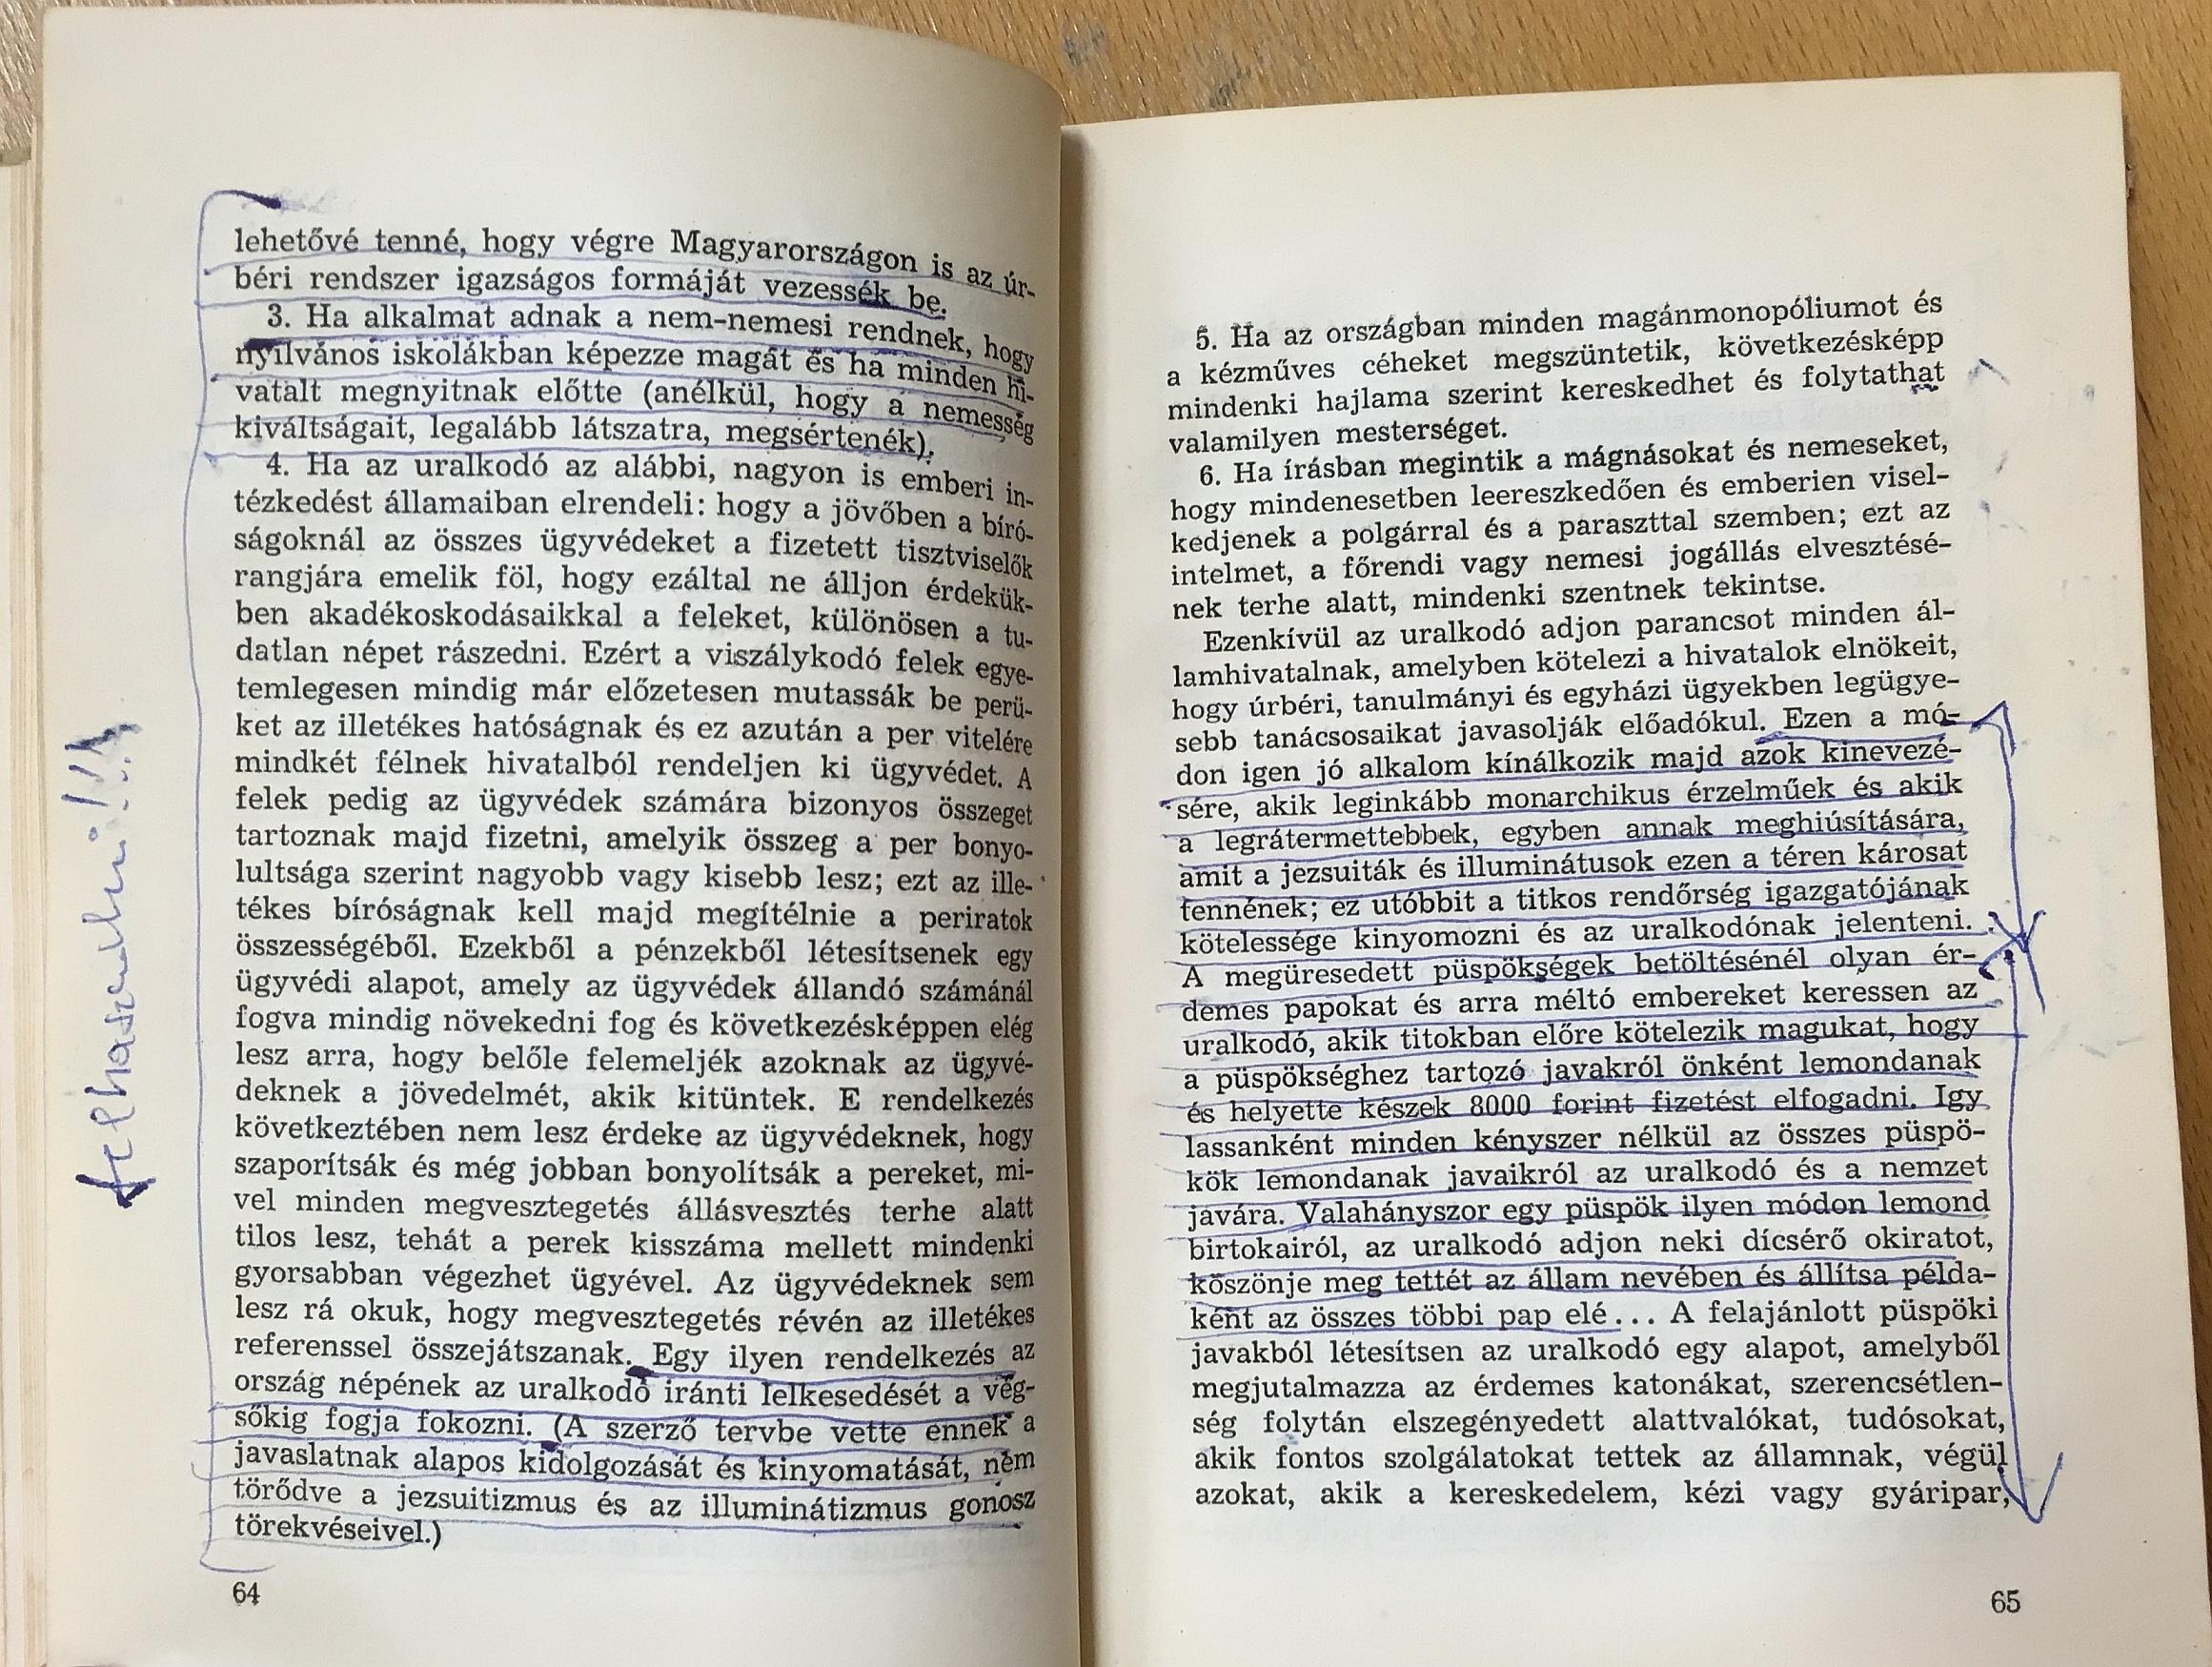 lehetővé tenné, hogy végre Magyarországon is az úr-
béri rendszer igazságos formáját vezessék be.
3. Ha alkalmat adnak a nem-nemesi rendnek, hogy
nyilvános iskolákban képezze magát és ha minden hi-
vatalt megnyitnak előtte (anélkül, hogy a nemesség
kiváltságait, legalább látszatra, megsértenék).
4. Ha az uralkodó az alábbi, nagyon is emberi in-
tézkedést államaiban elrendeli: hogy a jövőben a bíró-
ságoknál az összes ügyvédeket a fizetett tisztviselők
rangjára emelik föl, hogy ezáltal ne álljon érdekük-
ben akadékoskodásaikkal a feleket, különösen a tu-
datlan népet rászedni. Ezért a viszálykodó felek egye-
temlegesen mindig már előzetesen mutassák be perü-
ket az illetékes hatóságnak és ez azután a per vitelére
mindkét félnek hivatalból rendeljen ki ügyvédet. A
felek pedig az ügyvédek számára bizonyos összeget
tartoznak majd fizetni, amelyik összeg a per bonyo-
lultsága szerint nagyobb vagy kisebb lesz; ezt az ille-
tékes bíróságnak kell majd megítélnie a periratok
összességéből. Ezekből a pénzekből létesítsenek egy
ügyvédi alapot, amely az ügyvédek állandó számánál
fogva mindig növekedni fog és következésképpen elég
lesz arra, hogy belőle felemeljék azoknak az ügyvé-
deknek a jövedelmét, akik kitüntek. E rendelkezés
következtében nem lesz érdeke az ügyvédeknek, hogy
szaporítsák és még jobban bonyolítsák a pereket, mi-
vel minden megvesztegetés állásvesztés terhe alatt
tilos lesz, tehát a perek kisszáma mellett mindenki
gyorsabban végezhet ügyével. Az ügyvédeknek sem
lesz rá okuk, hogy megvesztegetés révén az illetékes
referenssel összejátszanak. Egy ilyen rendelkezés az
ország népének az uralkodó iránti lelkesedését a vég-
sőkig fogja fokozni. (A szerző tervbe vette ennek a
javaslatnak alapos kidolgozását és kinyomatását, nem
törődve a jezsuitizmus és az illuminátizmus gonosz
törekvéseivel.)
64
felhasználni!!!
5. Ha az országban minden magánmonopóliumot és
a kézműves céheket megszüntetik, következésképp
mindenki hajlama szerint kereskedhet és folytathat
valamilyen mesterséget.
6. Ha írásban megintik a mágnásokat és nemeseket,
hogy mindenesetben leereszkedően és emberien visel-
kedjenek a polgárral és a paraszttal szemben; ezt az
intelmet, a főrendi vagy nemesi jogállás elvesztésé-
nek terhe alatt, mindenki szentnek tekintse.
Ezenkívül az uralkodó adjon parancsot minden ál-
lamhivatalnak, amelyben kötelezi a hivatalok elnökeit,
hogy úrbéri, tanulmányi és egyházi ügyekben legügye-
sebb tanácsosaikat javasolják előadókul. Ezen a mó-
don igen jó alkalom kínálkozik majd azok kinevezé-
sére, akik leginkább monarchikus érzelműek és akik
a legrátermettebbek, egyben annak meghiúsítására,
amit a jezsuiták és illuminátusok ezen a téren károsat
tennének; ez utóbbit a titkos rendőrség igazgatójának
kötelessége kinyomozni és az uralkodónak jelenteni.
A megüresedett püspökségek betöltésénél olyan ér-
demes papokat és arra méltó embereket keressen az
uralkodó, akik titokban előre kötelezik magukat, hogy
a püspökséghez tartozó javakról önként lemondanak
és helyette készek 8000 forint fizetést elfogadni. Igy
lassanként minden kényszer nélkül az összes püspö-
kök lemondanak javaikról az uralkodó és a nemzet
javára. Valahányszor egy püspök ilyen módon lemond
birtokairól, az uralkodó adjon neki dícsérő okiratot,
köszönje meg tettét az állam nevében és állítsa példa-
ként az összes többi pap elé... A felajánlott püspöki
javakból létesítsen az uralkodó egy alapot, amelyből
megjutalmazza az érdemes katonákat, szerencsétlen-
ség folytán elszegényedett alattvalókat, tudósokat,
akik fontos szolgálatokat tettek az államnak, végül
azokat, akik a kereskedelem, kézi vagy gyáripar,
65